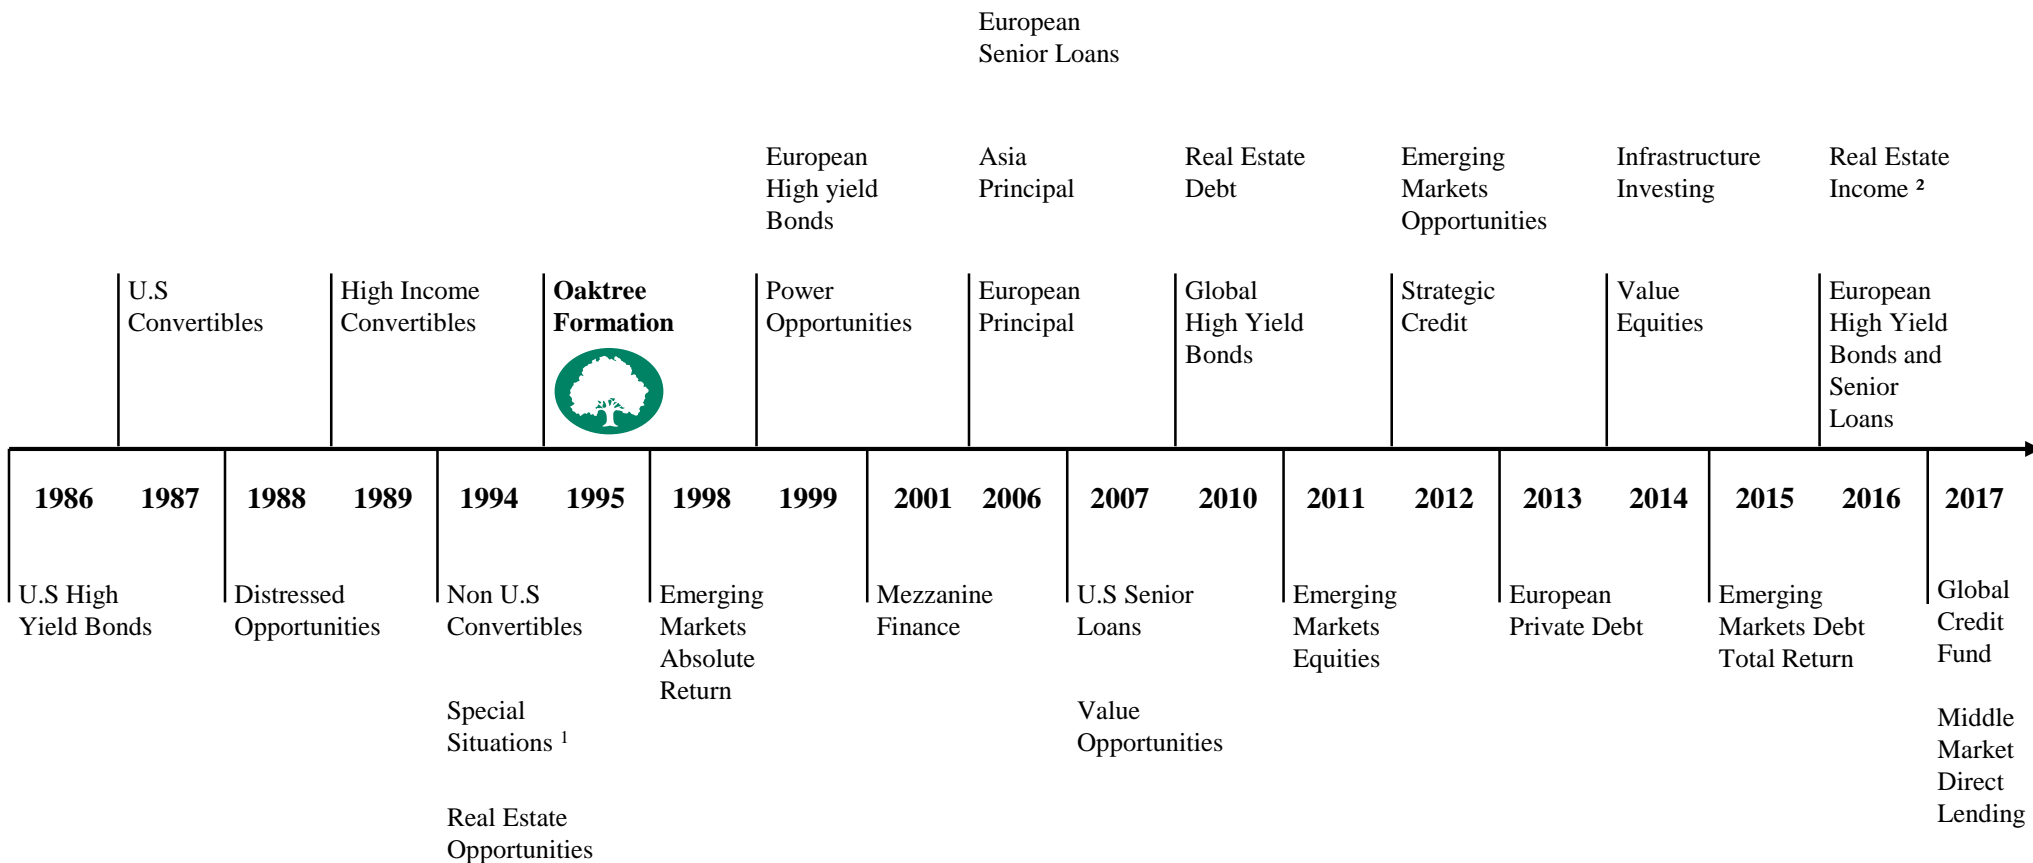 European
Senior Loans
European
High yield
Bonds
Asia
Principal
Real Estate
Debt
Emerging
Markets
Opportunities
Infrastructure
Investing
Real Estate
Income ²
U.S
Convertibles
High Income
Convertibles
Oaktree
Formation
Power
Opportunities
European
Principal
Global
High Yield
Bonds
Strategic
Credit
Value
Equities
European
High Yield
Bonds and
Senior
Loans
1986 1987 1988 1989 1994 1995 1998 1999 2001 2006 2007 2010 2011 2012 2013 2014 2015 2016 2017
U.S High
Yield Bonds
Distressed
Opportunities
Non U.S
Convertibles
Special
Situations ¹
Real Estate
Opportunities
Emerging
Markets
Absolute
Return
Mezzanine
Finance
U.S Senior
Loans
Value
Opportunities
Emerging
Markets
Equities
European
Private Debt
Emerging
Markets Debt
Total Return
Global
Credit
Fund
Middle
Market
Direct
Lending